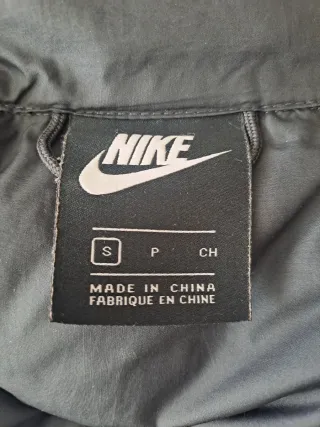 NIKE
S P CH
MADE IN CHINA
FABRIQUE EN CHINE